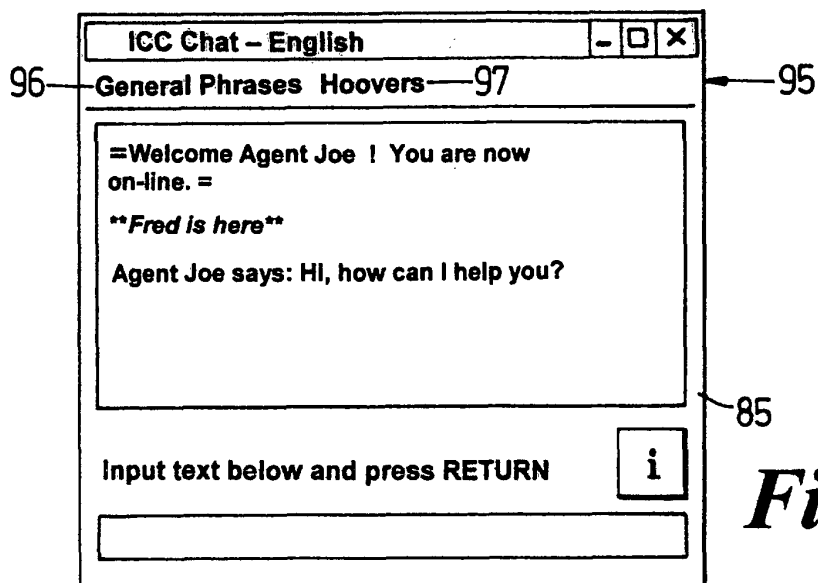 ICC Chat – English
96 General Phrases Hoovers 97 95
=Welcome Agent Joe ! You are now
on-line. =
**Fred is here**
Agent Joe says: Hi, how can I help you?
85
Input text below and press RETURN i
Fi